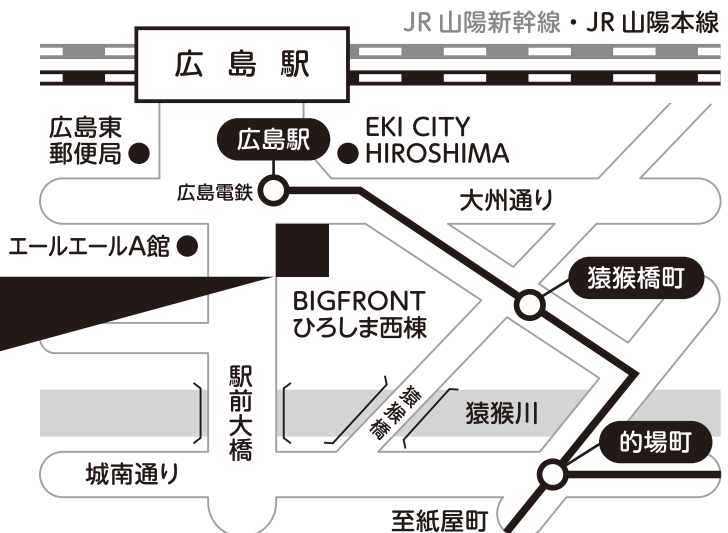 JR 山陽新幹線・JR 山陽本線
広島駅
広島東
郵便局
広島駅
EKI CITY
HIROSHIMA
広島電鉄
大州通り
エールエールA館
猿猴橋町
BIGFRONT
ひろしま西棟
駅前大橋
猿猴橋
猿猴川
的場町
城南通り
至紙屋町